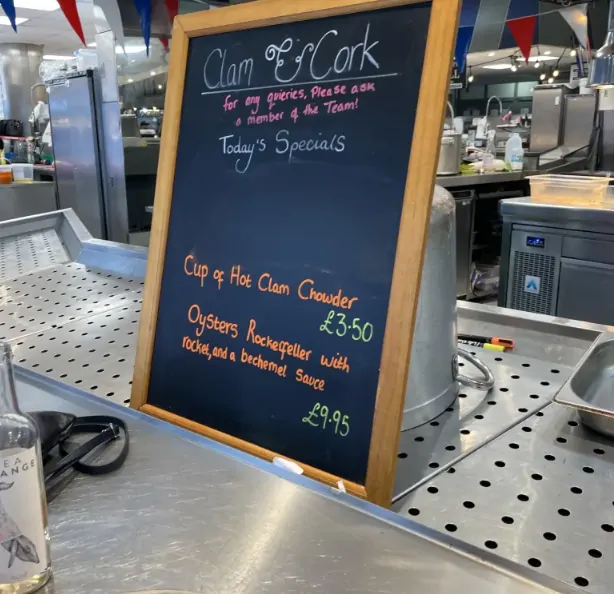 Clam & Cork
for any quieries, Please ask
a member of the Team!
Today's Specials
Cup of Hot Clam Chowder
£3.50
Oysters Rockefeller with
rocket, and a bechemel Sauce
£9.95